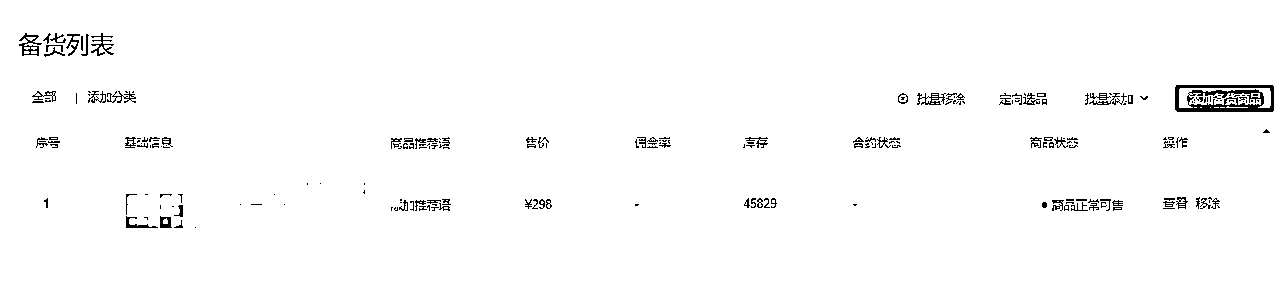 备货列表
全部 | 添加分类 批量移除 定向选品 批量添加 添加备货商品
序号 基础信息 商品推荐语 售价 佣金率 库存 合约状态 商品状态 操作
1 添加推荐语 ¥298 - 45829 - 商品正常可售 查看 移除